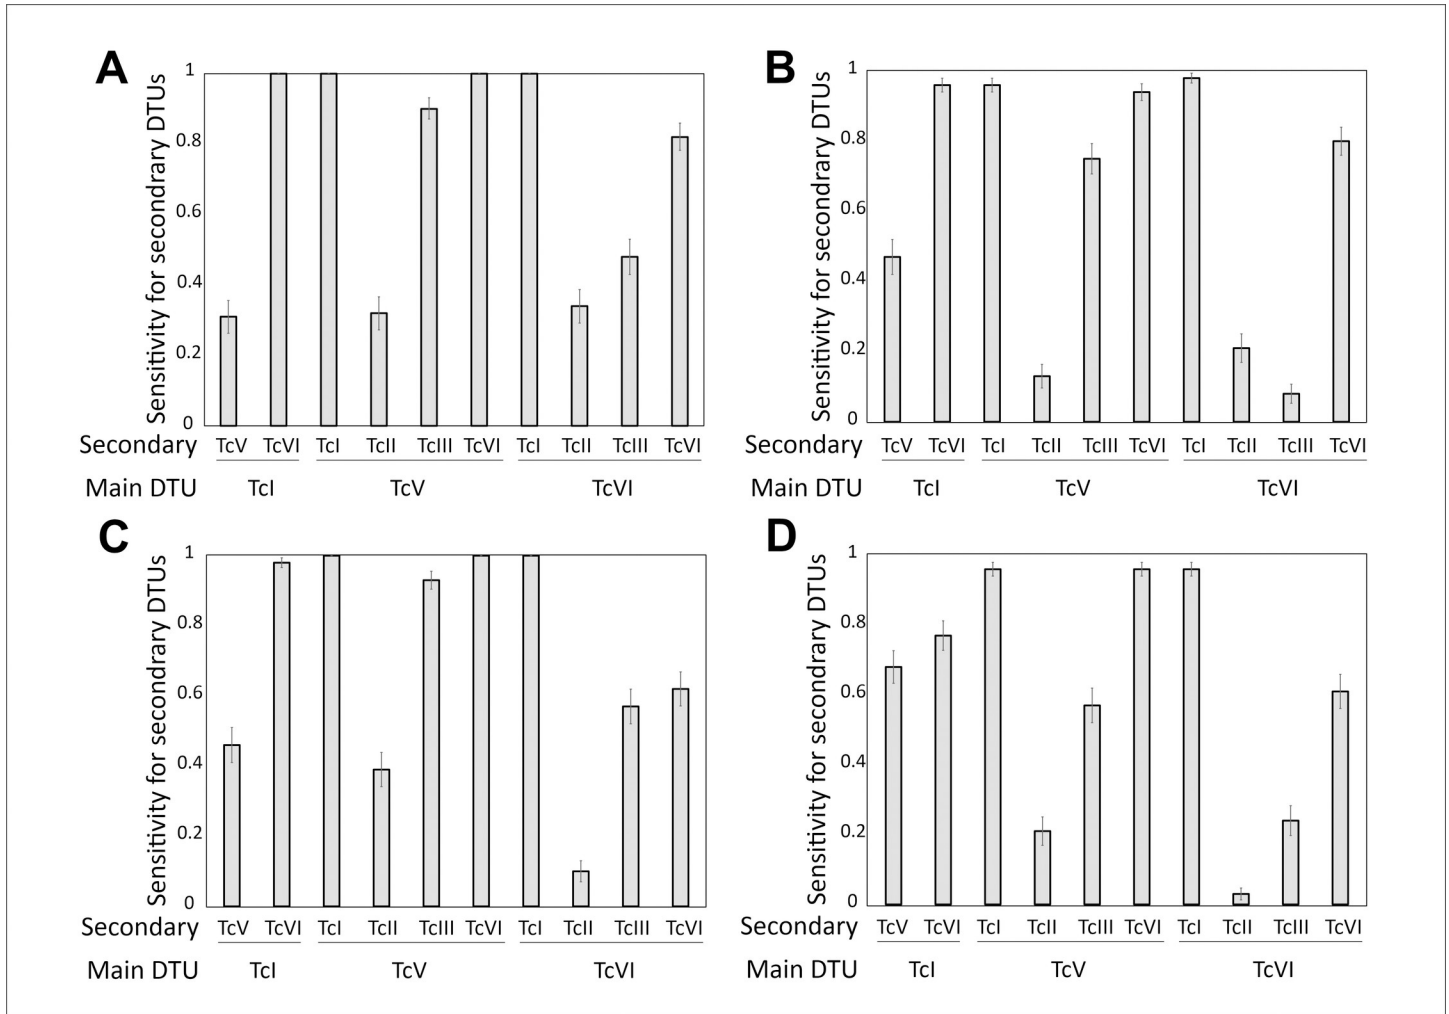 A
Sensitivity for secondrary DTUs
1
0.8
0.6
0.4
0.2
0
Secondary TcV TcVI TcI TcII TcIII TcVI TcI TcII TcIII TcVI
Main DTU TcI TcV TcVI
B
Sensitivity for secondrary DTUs
1
0.8
0.6
0.4
0.2
0
Secondary TcV TcVI TcI TcII TcIII TcVI TcI TcII TcIII TcVI
Main DTU TcI TcV TcVI
C
Sensitivity for secondrary DTUs
1
0.8
0.6
0.4
0.2
0
Secondary TcV TcVI TcI TcII TcIII TcVI TcI TcII TcIII TcVI
Main DTU TcI TcV TcVI
D
Sensitivity for secondrary DTUs
1
0.8
0.6
0.4
0.2
0
Secondary TcV TcVI TcI TcII TcIII TcVI TcI TcII TcIII TcVI
Main DTU TcI TcV TcVI